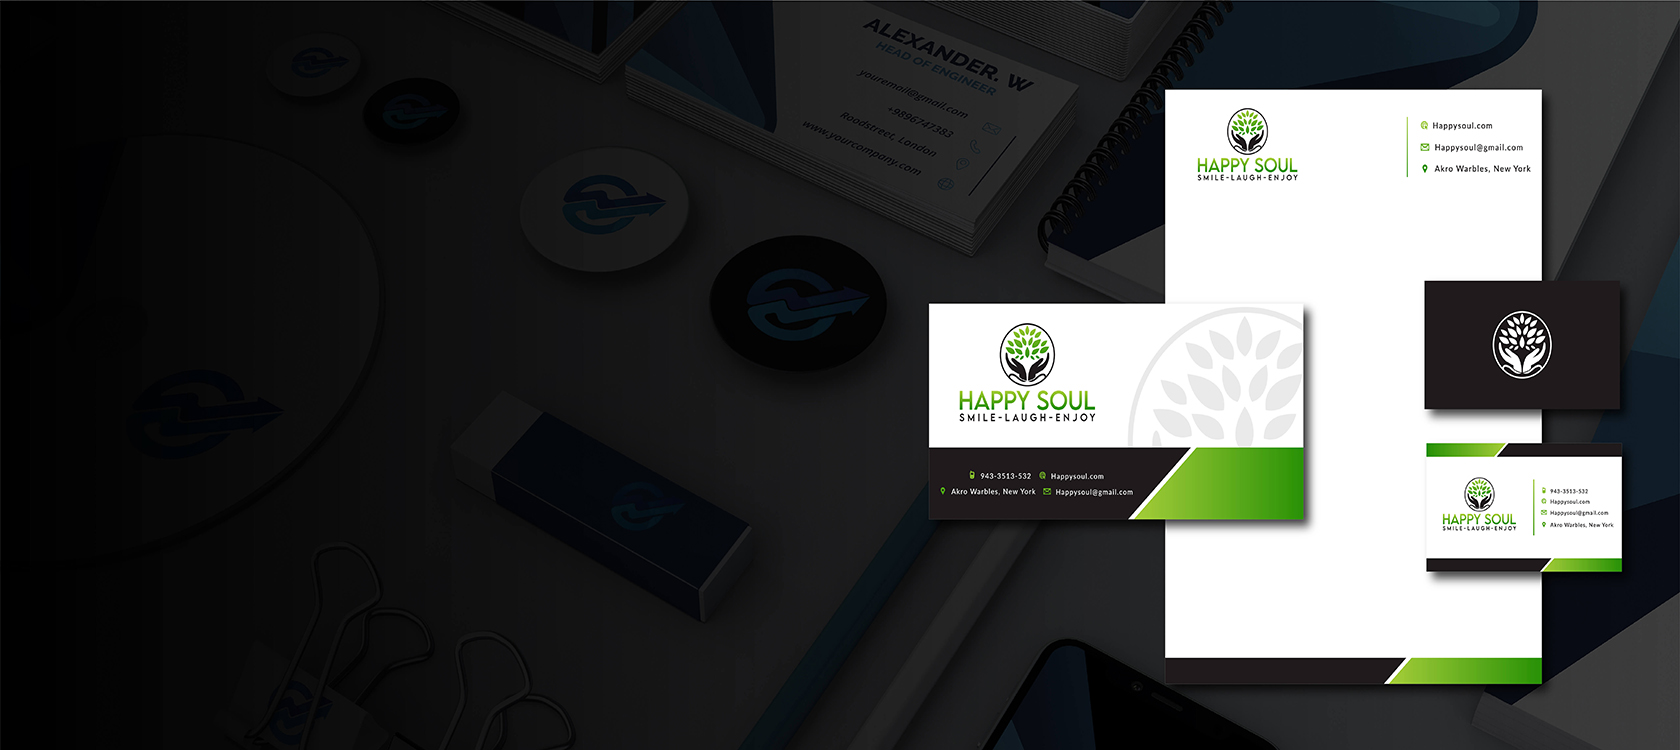 ALEXANDER. W
HEAD OF ENGINEER
youremail@gmail.com
+9896747383
Roodstreet, London
www.yourcompany.com
HAPPY SOUL
SMILE-LAUGH-ENJOY
Happysoul.com
Happysoul@gmail.com
Akro Warbles, New York
HAPPY SOUL
SMILE-LAUGH-ENJOY
943-3513-532 Happysoul.com
Akro Warbles, New York Happysoul@gmail.com
HAPPY SOUL
SMILE-LAUGH-ENJOY
943-3513-532
Happysoul.com
Happysoul@gmail.com
Akro Warbles, New York